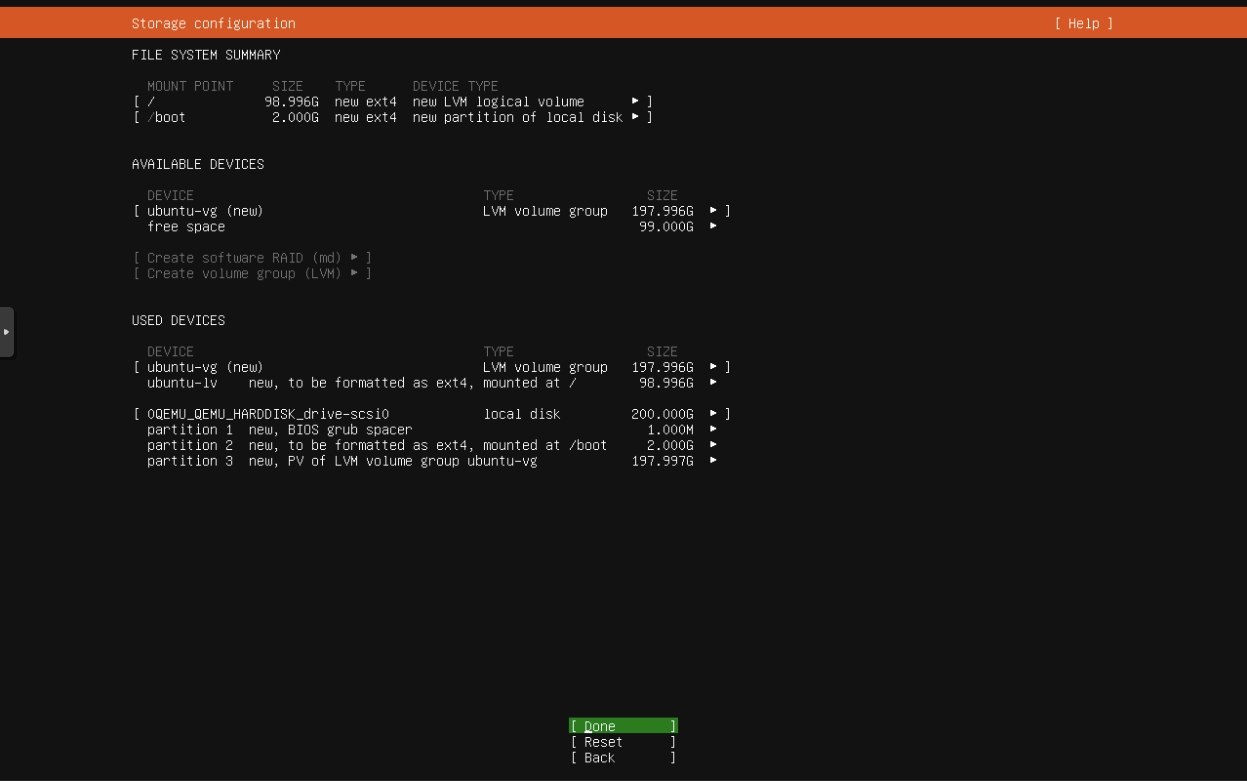 Storage configuration [ Help ]
FILE SYSTEM SUMMARY
MOUNT POINT SIZE TYPE DEVICE TYPE
[ / 98.996G new ext4 new LVM logical volume ▸ ]
[ /boot 2.000G new ext4 new partition of local disk ▸ ]
AVAILABLE DEVICES
DEVICE TYPE SIZE
[ ubuntu-vg (new) LVM volume group 197.996G ▸ ]
free space 99.000G ▸
[ Create software RAID (md) ▸ ]
[ Create volume group (LVM) ▸ ]
USED DEVICES
DEVICE TYPE SIZE
[ ubuntu-vg (new) LVM volume group 197.996G ▸ ]
ubuntu-lv new, to be formatted as ext4, mounted at / 98.996G ▸
[ 0QEMU_QEMU_HARDDISK_drive-scsi0 local disk 200.000G ▸ ]
partition 1 new, BIOS grub spacer 1.000M ▸
partition 2 new, to be formatted as ext4, mounted at /boot 2.000G ▸
partition 3 new, PV of LVM volume group ubuntu-vg 197.997G ▸
[ Done ]
[ Reset ]
[ Back ]